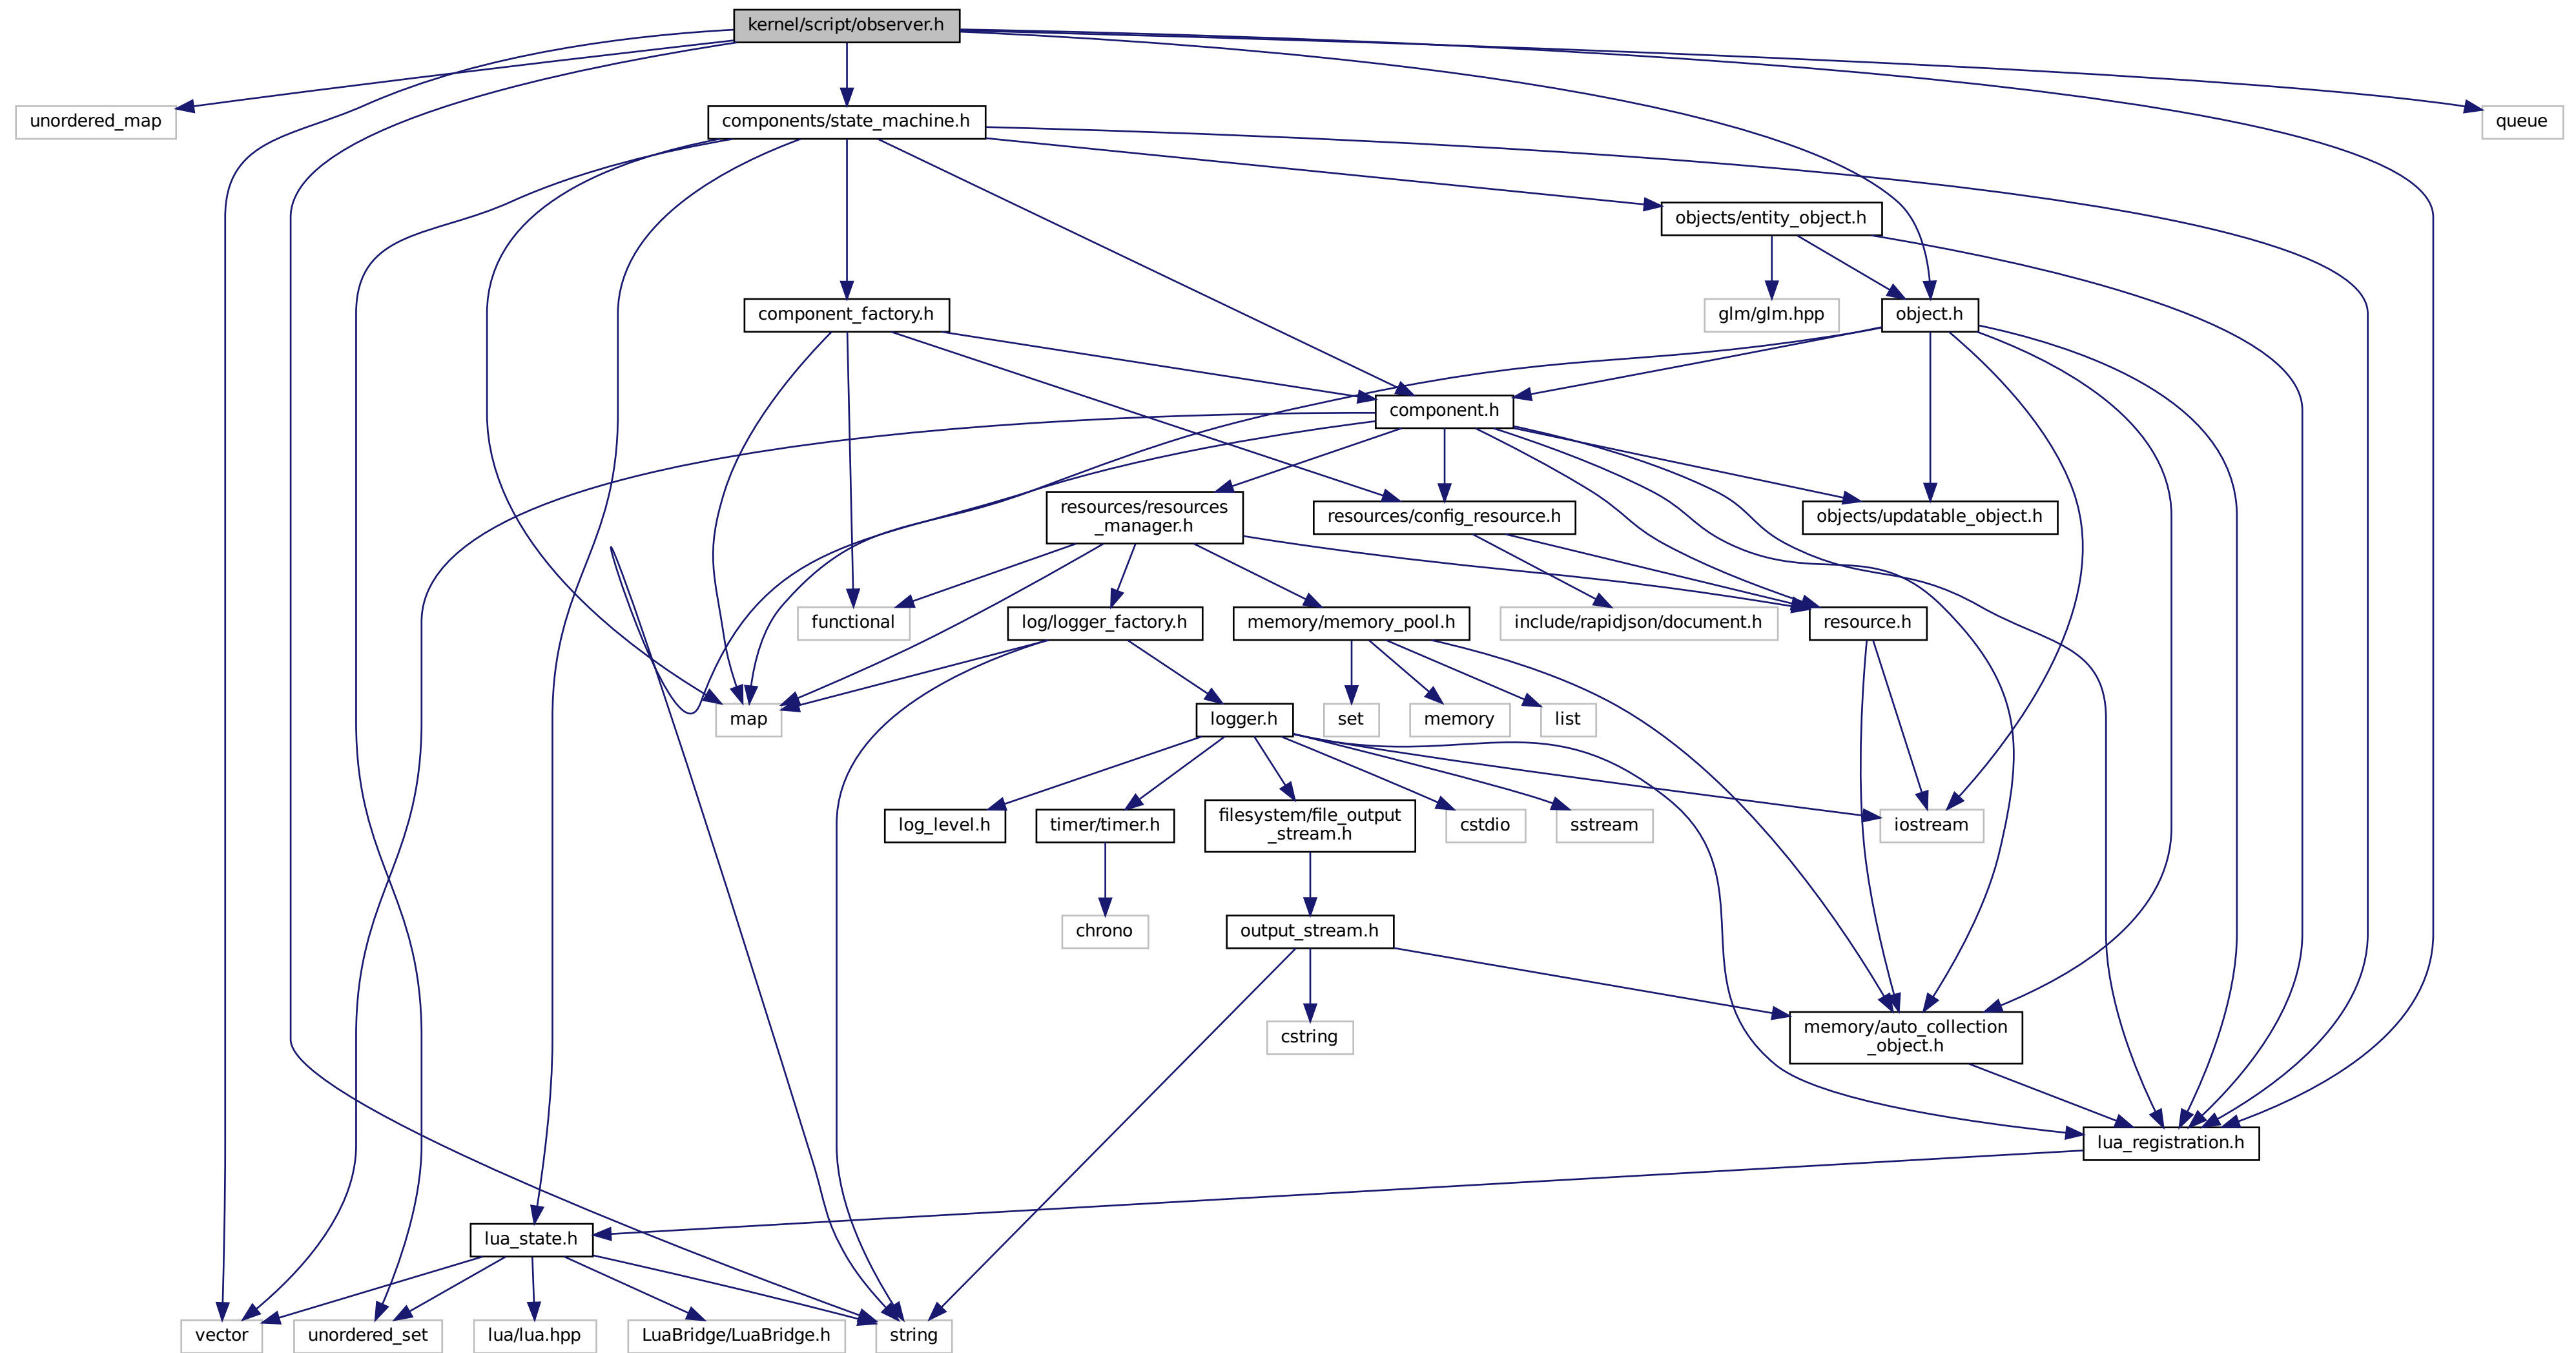 kernel/script/observer.h
unordered_map
components/state_machine.h
queue
objects/entity_object.h
component_factory.h
glm/glm.hpp
object.h
component.h
resources/resources
_manager.h
resources/config_resource.h
objects/updatable_object.h
functional
log/logger_factory.h
memory/memory_pool.h
include/rapidjson/document.h
resource.h
map
logger.h
set
memory
list
log_level.h
timer/timer.h
filesystem/file_output
_stream.h
cstdio
sstream
iostream
chrono
output_stream.h
cstring
memory/auto_collection
_object.h
lua_registration.h
lua_state.h
vector
unordered_set
lua/lua.hpp
LuaBridge/LuaBridge.h
string